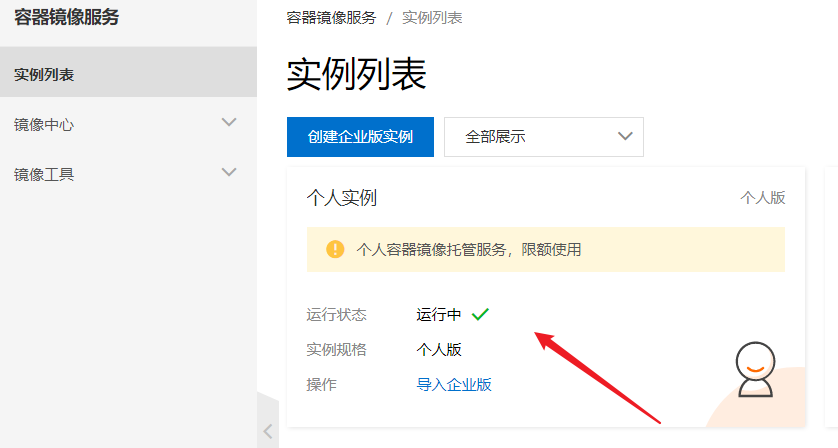 容器镜像服务
实例列表
镜像中心
镜像工具
容器镜像服务 / 实例列表
实例列表
创建企业版实例 全部展示
个人实例 个人版
个人容器镜像托管服务，限额使用
运行状态 运行中
实例规格 个人版
操作 导入企业版